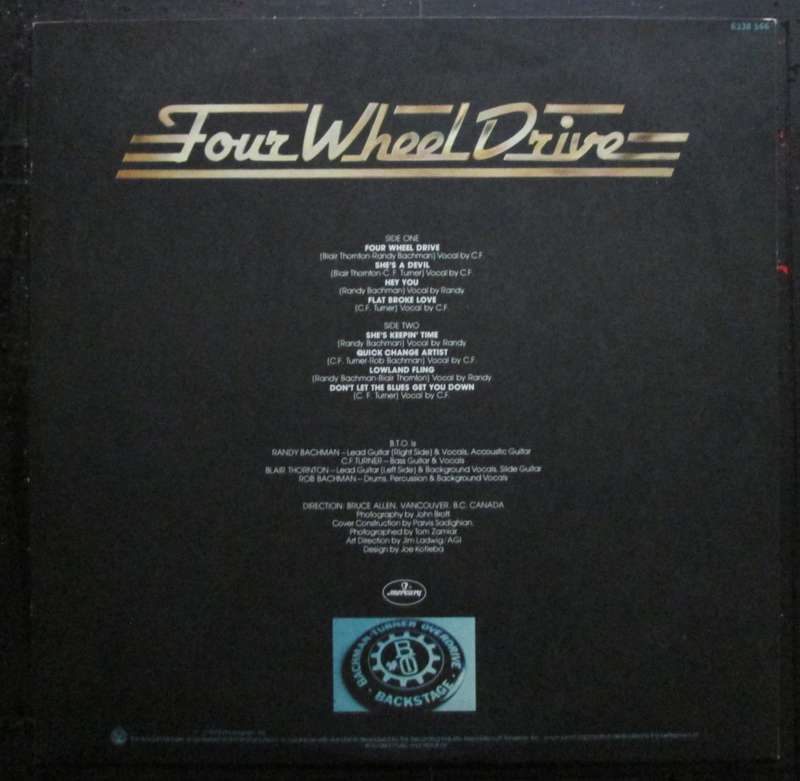 6338 566
Four Wheel Drive
SIDE ONE
FOUR WHEEL DRIVE
(Blair Thornton-Randy Bachman) Vocal by C.F.
SHE'S A DEVIL
(Blair Thornton-C. F. Turner) Vocal by C.F.
HEY YOU
(Randy Bachman) Vocal by Randy
FLAT BROKE LOVE
(C.F. Turner) Vocal by C.F.
SIDE TWO
SHE'S KEEPIN' TIME
(Randy Bachman) Vocal by Randy
QUICK CHANGE ARTIST
(C.F. Turner-Rob Bachman) Vocal by C.F.
LOWLAND FLING
(Randy Bachman-Blair Thornton) Vocal by Randy
DON'T LET THE BLUES GET YOU DOWN
(C. F. Turner) Vocal by C.F.
B.T.O. is
RANDY BACHMAN – Lead Guitar (Right Side) & Vocals, Accoustic Guitar
C.F. TURNER – Bass Guitar & Vocals
BLAIR THORNTON – Lead Guitar (Left Side) & Background Vocals, Slide Guitar
ROB BACHMAN – Drums, Percussion & Background Vocals
DIRECTION: BRUCE ALLEN, VANCOUVER, B.C. CANADA
Photography by John Brott
Cover Construction by Parvis Sadighian,
Photographed by Tom Zamiar
Art Direction by Jim Ladwig/AGI
Design by Joe Kotleba
mercury
BACHMAN-TURNER OVERDRIVE
BTO
BACKSTAGE